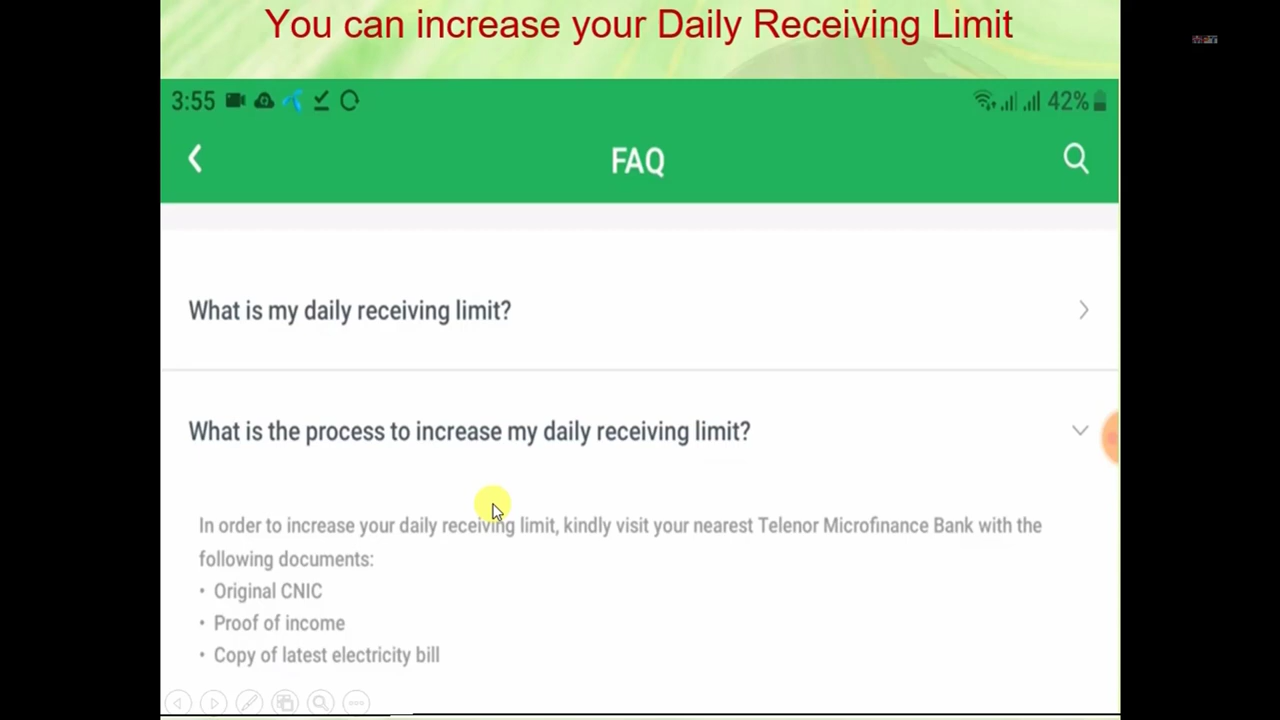 You can increase your Daily Receiving Limit
3:55
42%
FAQ
What is my daily receiving limit?
What is the process to increase my daily receiving limit?
In order to increase your daily receiving limit, kindly visit your nearest Telenor Microfinance Bank with the
following documents:
• Original CNIC
• Proof of income
• Copy of latest electricity bill